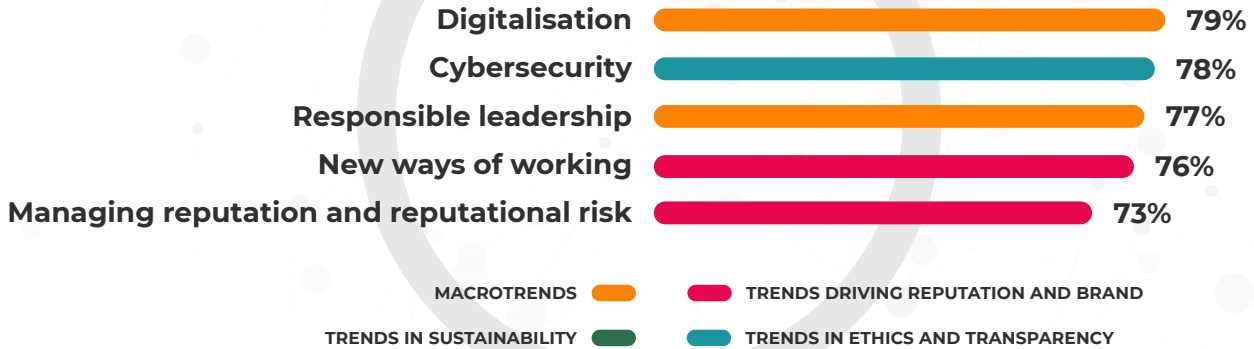 Digitalisation 79%
Cybersecurity 78%
Responsible leadership 77%
New ways of working 76%
Managing reputation and reputational risk 73%
MACROTRENDS TRENDS DRIVING REPUTATION AND BRAND
TRENDS IN SUSTAINABILITY TRENDS IN ETHICS AND TRANSPARENCY